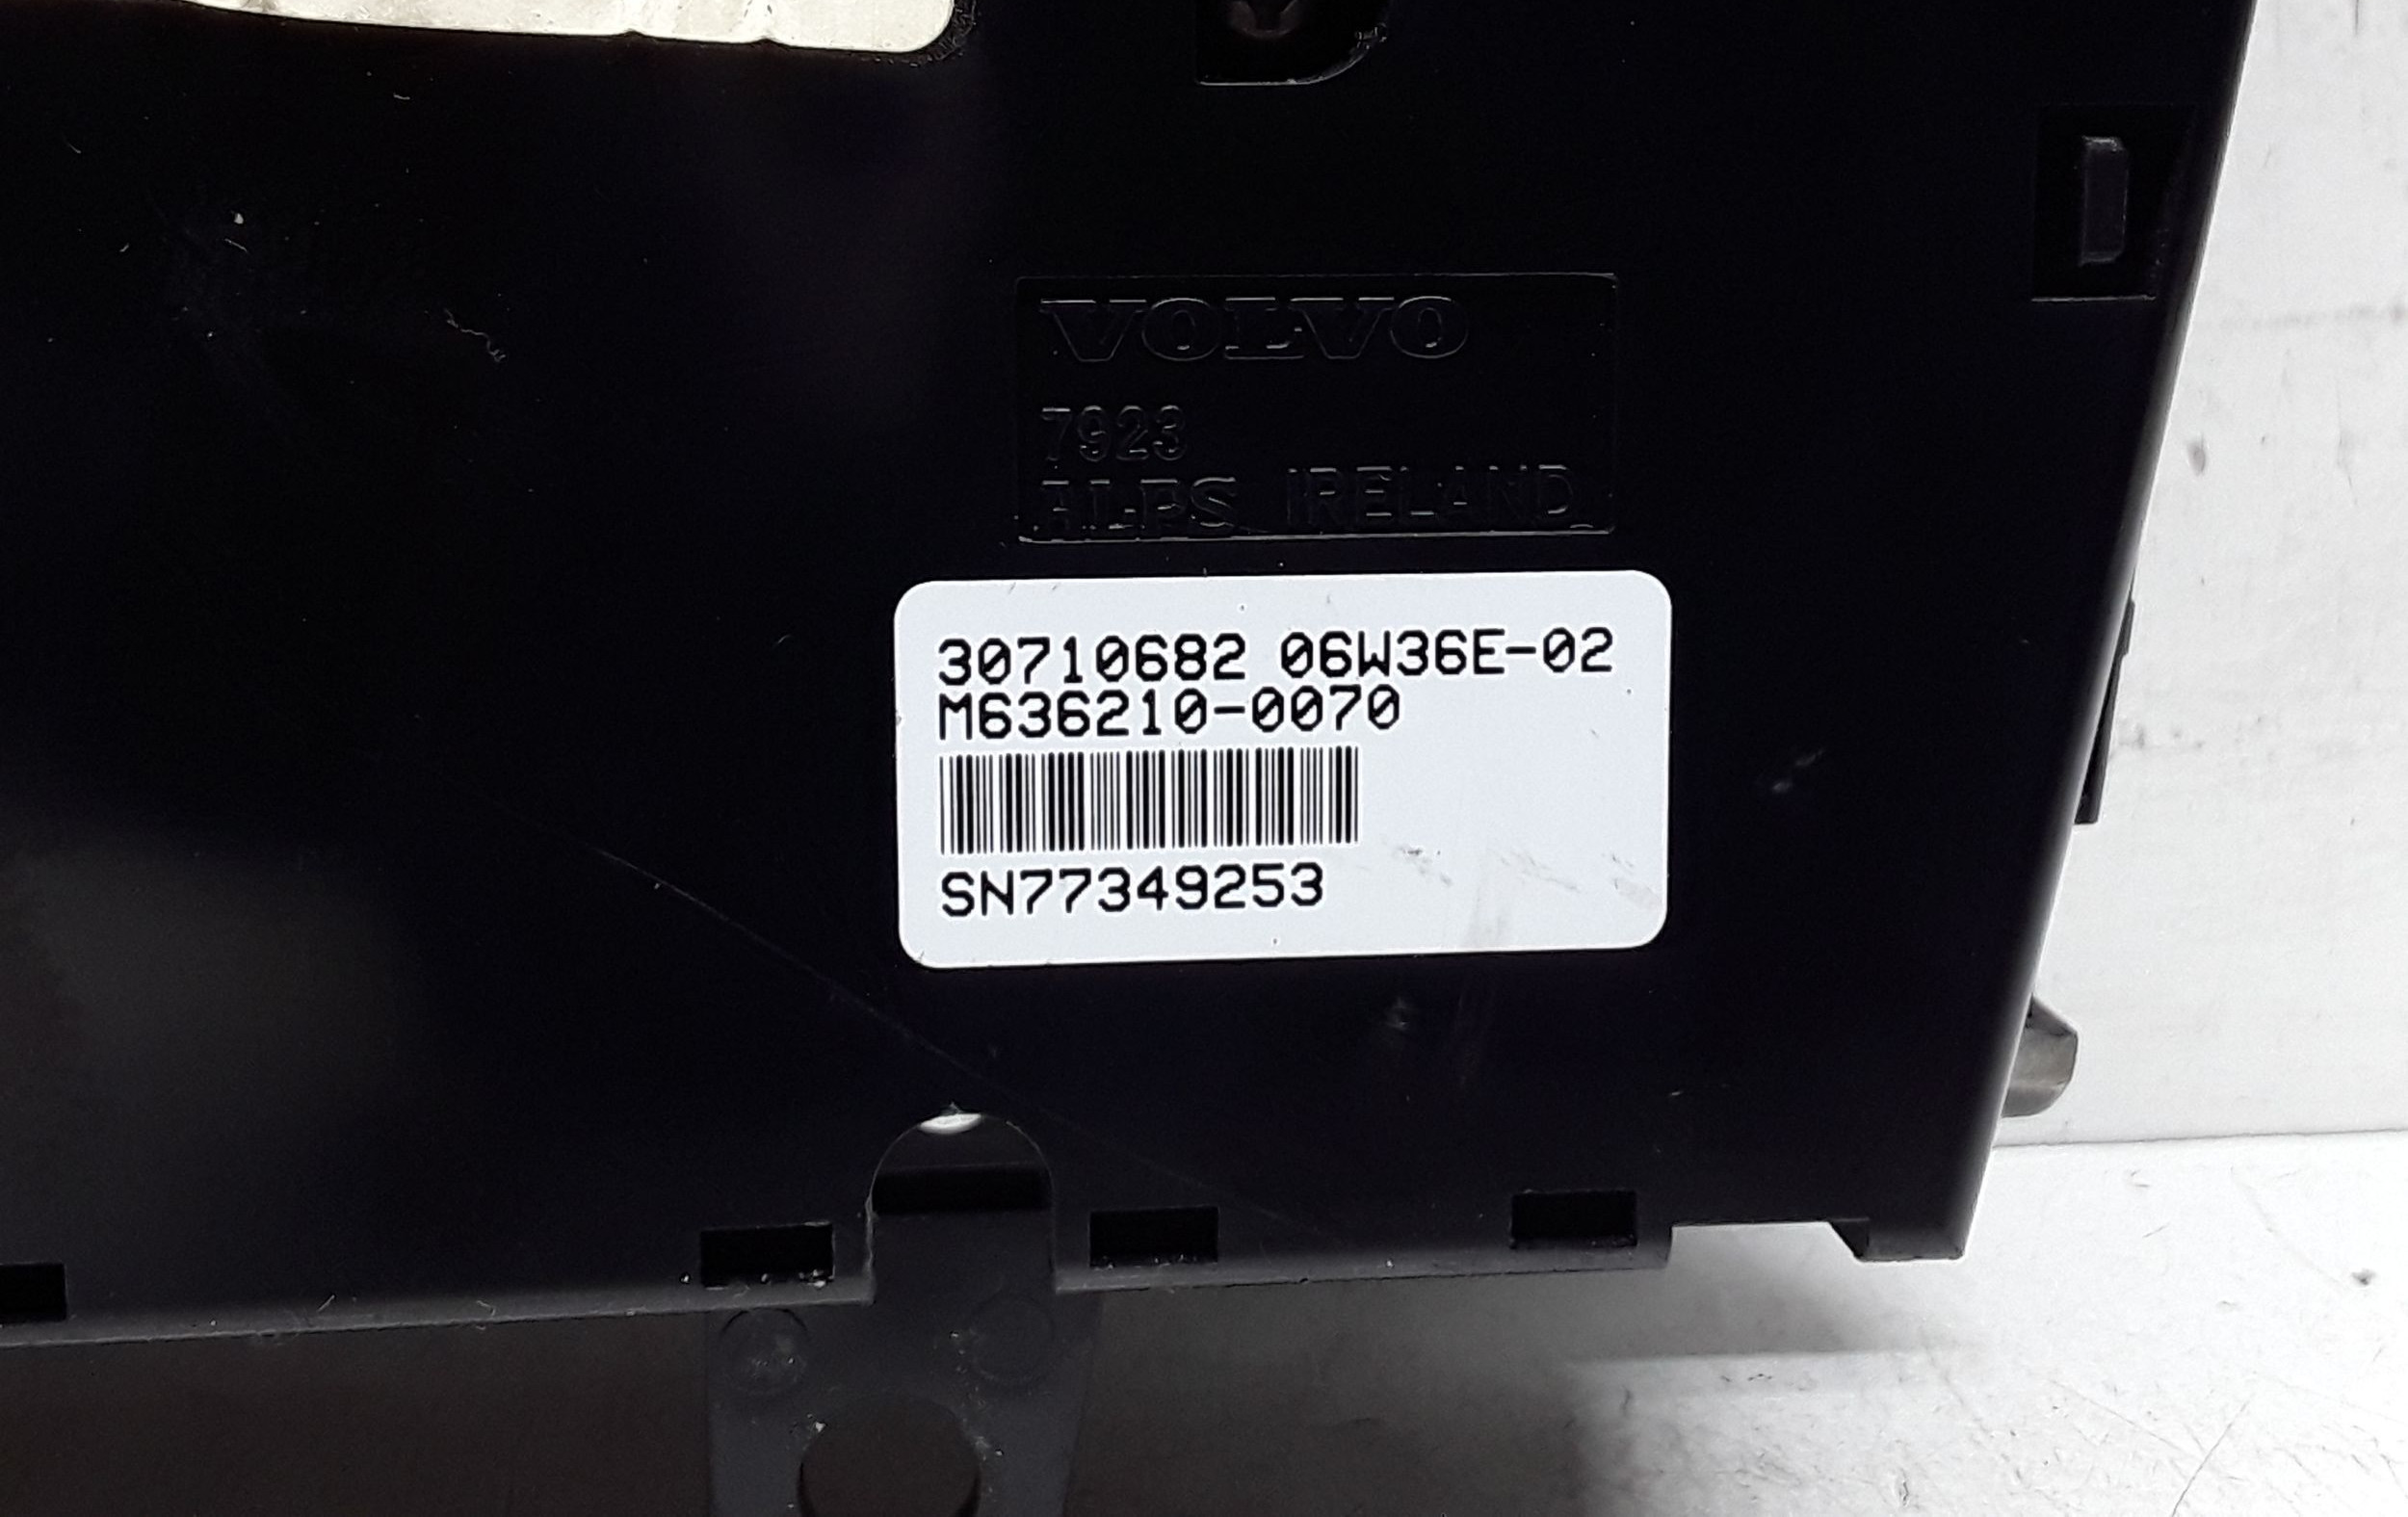 VOLVO
7923
ALPS IRELAND
30710682 06W36E-02
M636210-0070
SN77349253